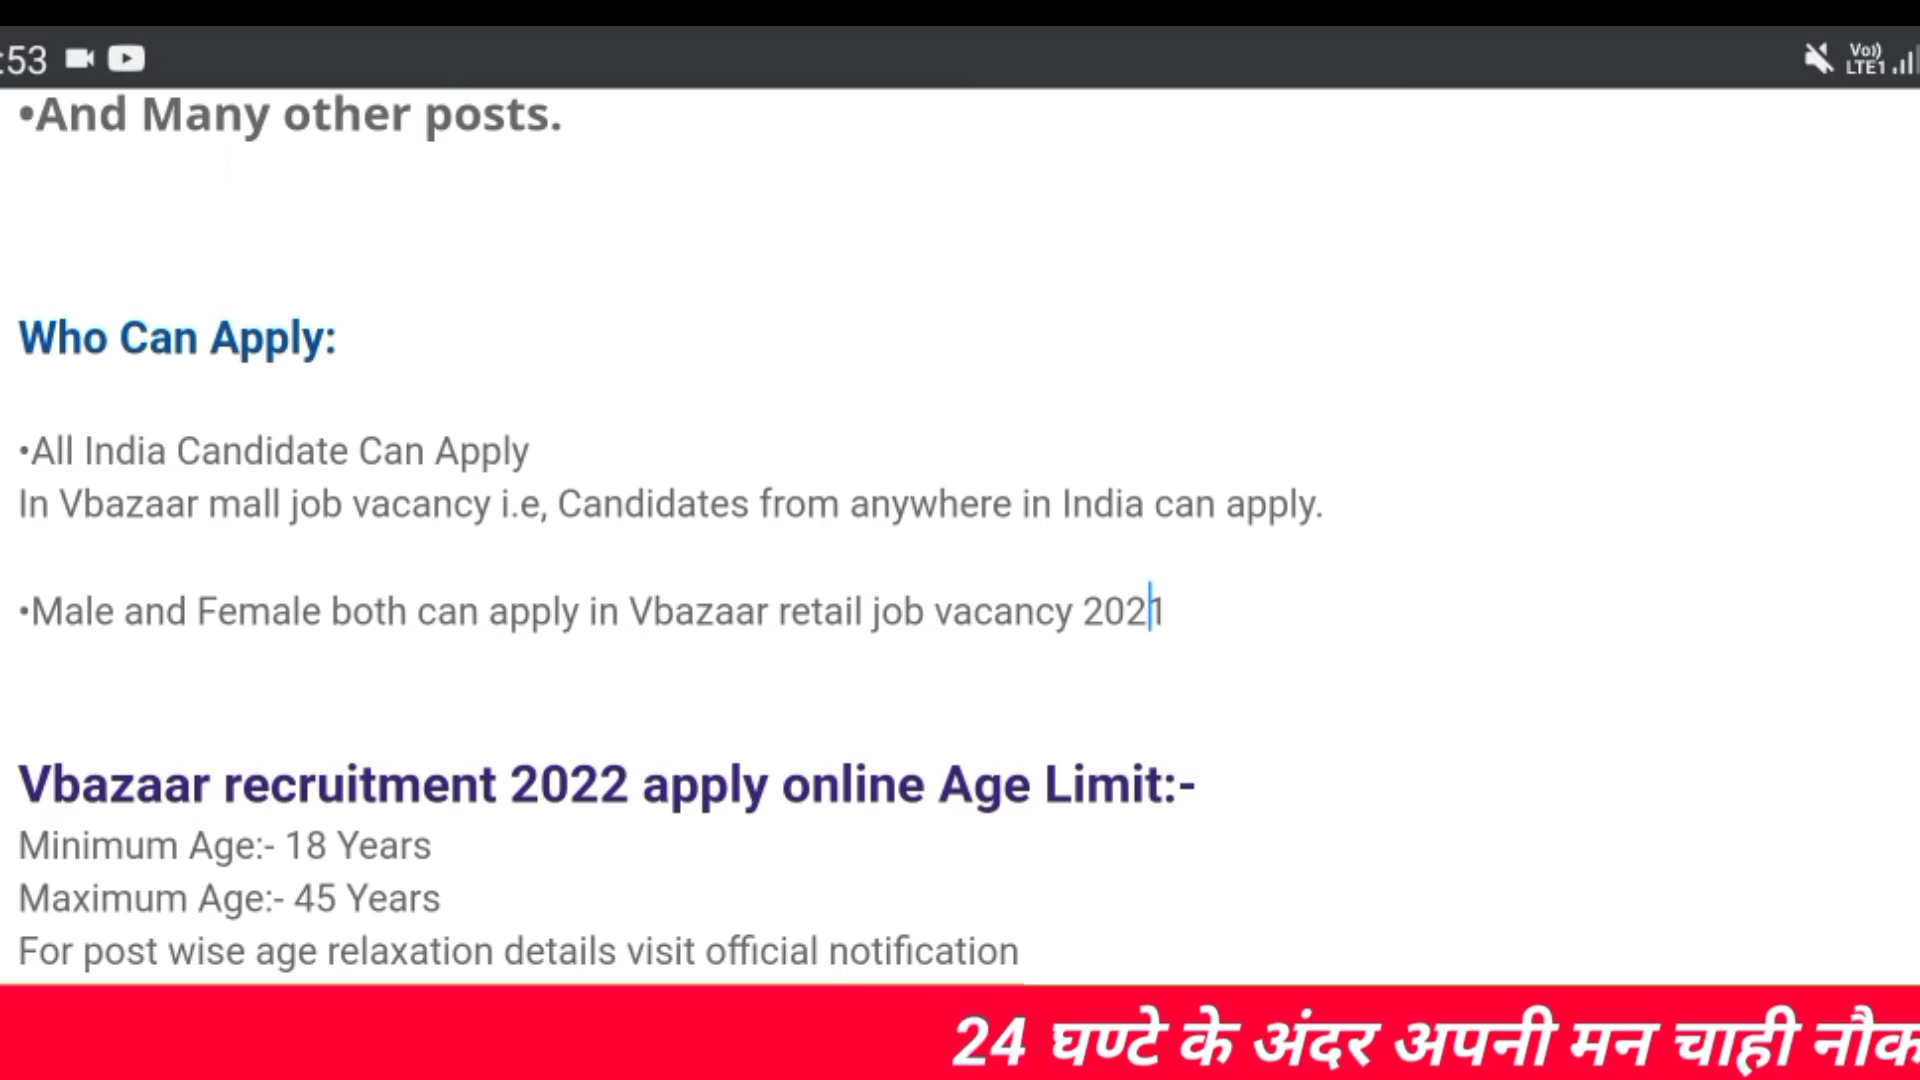 :53
Vo))
LTE1
•And Many other posts.
Who Can Apply:
•All India Candidate Can Apply
In Vbazaar mall job vacancy i.e, Candidates from anywhere in India can apply.
•Male and Female both can apply in Vbazaar retail job vacancy 2021
Vbazaar recruitment 2022 apply online Age Limit:-
Minimum Age:- 18 Years
Maximum Age:- 45 Years
For post wise age relaxation details visit official notification
24 घण्टे के अंदर अपनी मन चाही